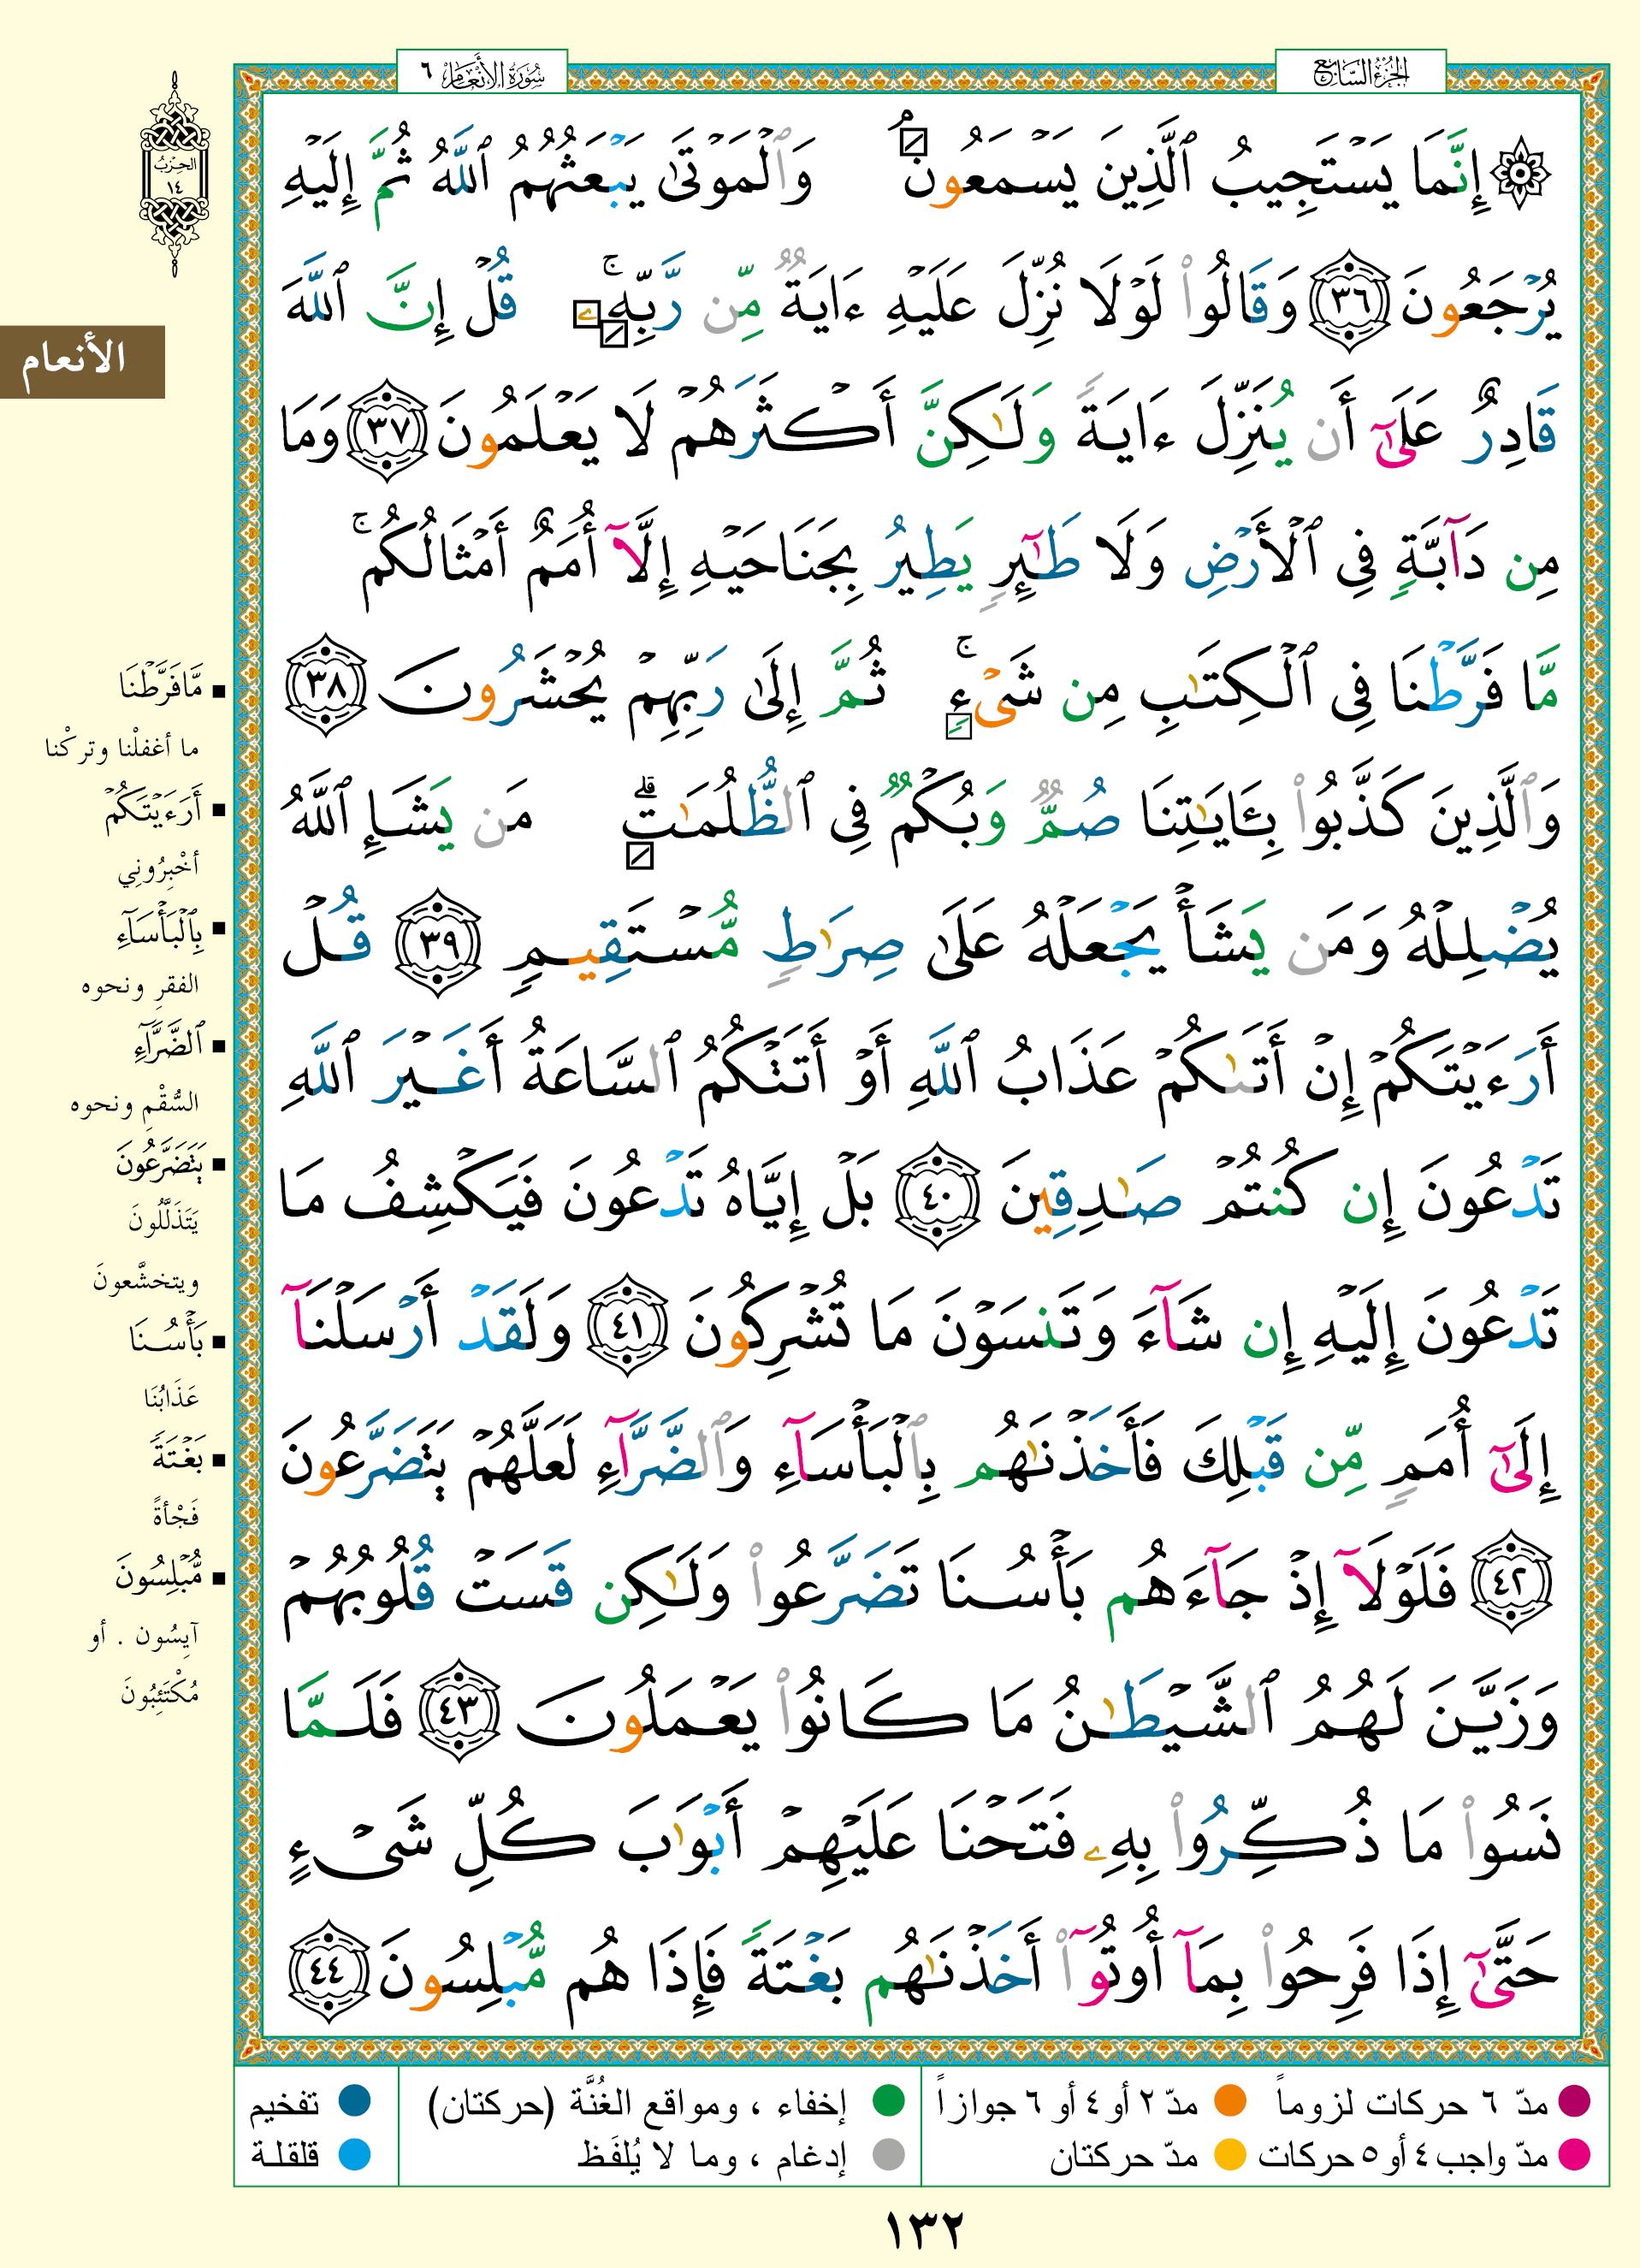 الجزء السابع
سورة الأنعام ٦
۞ إِنَّمَا يَسْتَجِيبُ ٱلَّذِينَ يَسْمَعُونَۘ وَٱلْمَوْتَىٰ يَبْعَثُهُمُ ٱللَّهُ ثُمَّ إِلَيْهِ
يُرْجَعُونَ ٣٦ وَقَالُوا۟ لَوْلَا نُزِّلَ عَلَيْهِ ءَايَةٌ مِّن رَّبِّهِۦۚ قُلْ إِنَّ ٱللَّهَ
قَادِرٌ عَلَىٰٓ أَن يُنَزِّلَ ءَايَةً وَلَـٰكِنَّ أَكْثَرَهُمْ لَا يَعْلَمُونَ ٣٧ وَمَا
مِن دَآبَّةٍ فِى ٱلْأَرْضِ وَلَا طَـٰٓئِرٍ يَطِيرُ بِجَنَاحَيْهِ إِلَّآ أُمَمٌ أَمْثَالُكُمۚ
مَّا فَرَّطْنَا فِى ٱلْكِتَـٰبِ مِن شَىْءٍۚ ثُمَّ إِلَىٰ رَبِّهِمْ يُحْشَرُونَ ٣٨
وَٱلَّذِينَ كَذَّبُوا۟ بِـَٔايَـٰتِنَا صُمٌّ وَبُكْمٌ فِى ٱلظُّلُمَـٰتِۗ مَن يَشَإِ ٱللَّهُ
يُضْلِلْهُ وَمَن يَشَأْ يَجْعَلْهُ عَلَىٰ صِرَٰطٍ مُّسْتَقِيمٍ ٣٩ قُلْ
أَرَءَيْتَكُمْ إِنْ أَتَىٰكُمْ عَذَابُ ٱللَّهِ أَوْ أَتَتْكُمُ ٱلسَّاعَةُ أَغَيْرَ ٱللَّهِ
تَدْعُونَ إِن كُنتُمْ صَـٰدِقِينَ ٤٠ بَلْ إِيَّاهُ تَدْعُونَ فَيَكْشِفُ مَا
تَدْعُونَ إِلَيْهِ إِن شَآءَ وَتَنسَوْنَ مَا تُشْرِكُونَ ٤١ وَلَقَدْ أَرْسَلْنَآ
إِلَىٰٓ أُمَمٍ مِّن قَبْلِكَ فَأَخَذْنَـٰهُم بِٱلْبَأْسَآءِ وَٱلضَّرَّآءِ لَعَلَّهُمْ يَتَضَرَّعُونَ
٤٢ فَلَوْلَآ إِذْ جَآءَهُم بَأْسُنَا تَضَرَّعُوا۟ وَلَـٰكِن قَسَتْ قُلُوبُهُمْ
وَزَيَّنَ لَهُمُ ٱلشَّيْطَـٰنُ مَا كَانُوا۟ يَعْمَلُونَ ٤٣ فَلَمَّا
نَسُوا۟ مَا ذُكِّرُوا۟ بِهِۦ فَتَحْنَا عَلَيْهِمْ أَبْوَٰبَ كُلِّ شَىْءٍ
حَتَّىٰٓ إِذَا فَرِحُوا۟ بِمَآ أُوتُوٓا۟ أَخَذْنَـٰهُم بَغْتَةً فَإِذَا هُم مُّبْلِسُونَ ٤٤
الحزب
١٤
الأنعام
▪ مَّا فَرَّطْنَا
ما أغفلْنا وتركْنا
▪ أَرَءَيْتَكُمْ
أخْبِرُوني
▪ بِٱلْبَأْسَآءِ
الفقرِ ونحوه
▪ ٱلضَّرَّآءِ
السُّقْمِ ونحوه
▪ يَتَضَرَّعُونَ
يَتَذَلَّلُونَ
ويتخشَّعونَ
▪ بَأْسُنَا
عَذَابُنَا
▪ بَغْتَةً
فَجْأةً
▪ مُّبْلِسُونَ
آيِسُون . أو
مُكْتَئِبُونَ
مدّ ٦ حركات لزوماً ● مدّ ٢ أو ٤ أو ٦ جوازاً
مدّ واجب ٤ أو ٥ حركات ● مدّ حركتان
إخفاء ، ومواقع الغُنَّة (حركتان)
إدغام ، وما لا يُلفَظ
تفخيم
قلقلة
١٣٢